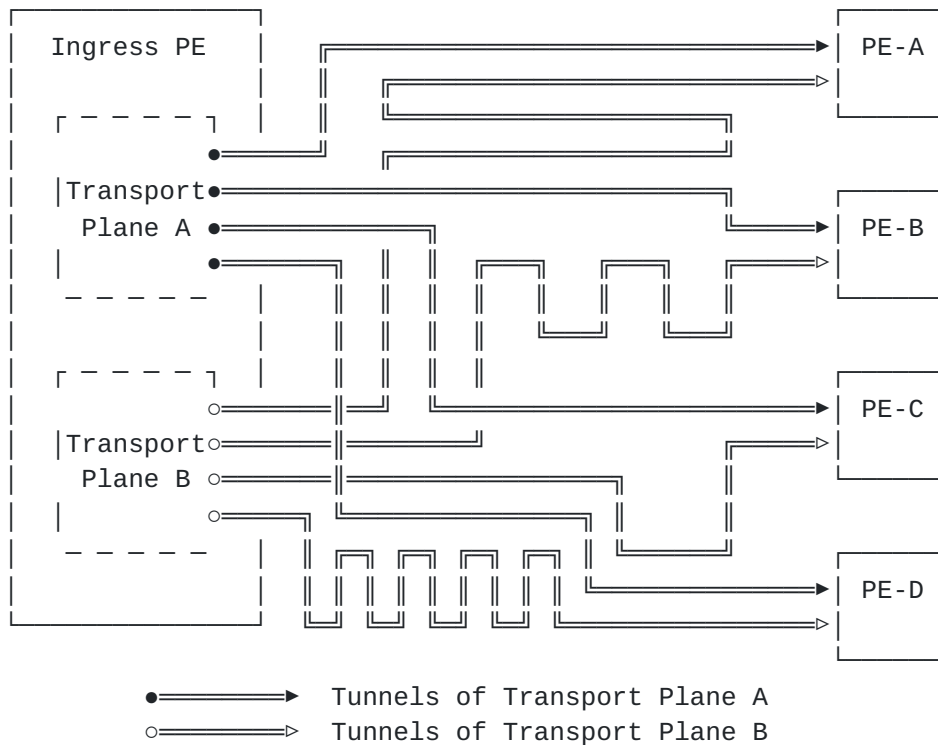 Ingress PE
PE-A
Transport
Plane A
PE-B
Transport
Plane B
PE-C
PE-D
Tunnels of Transport Plane A
Tunnels of Transport Plane B